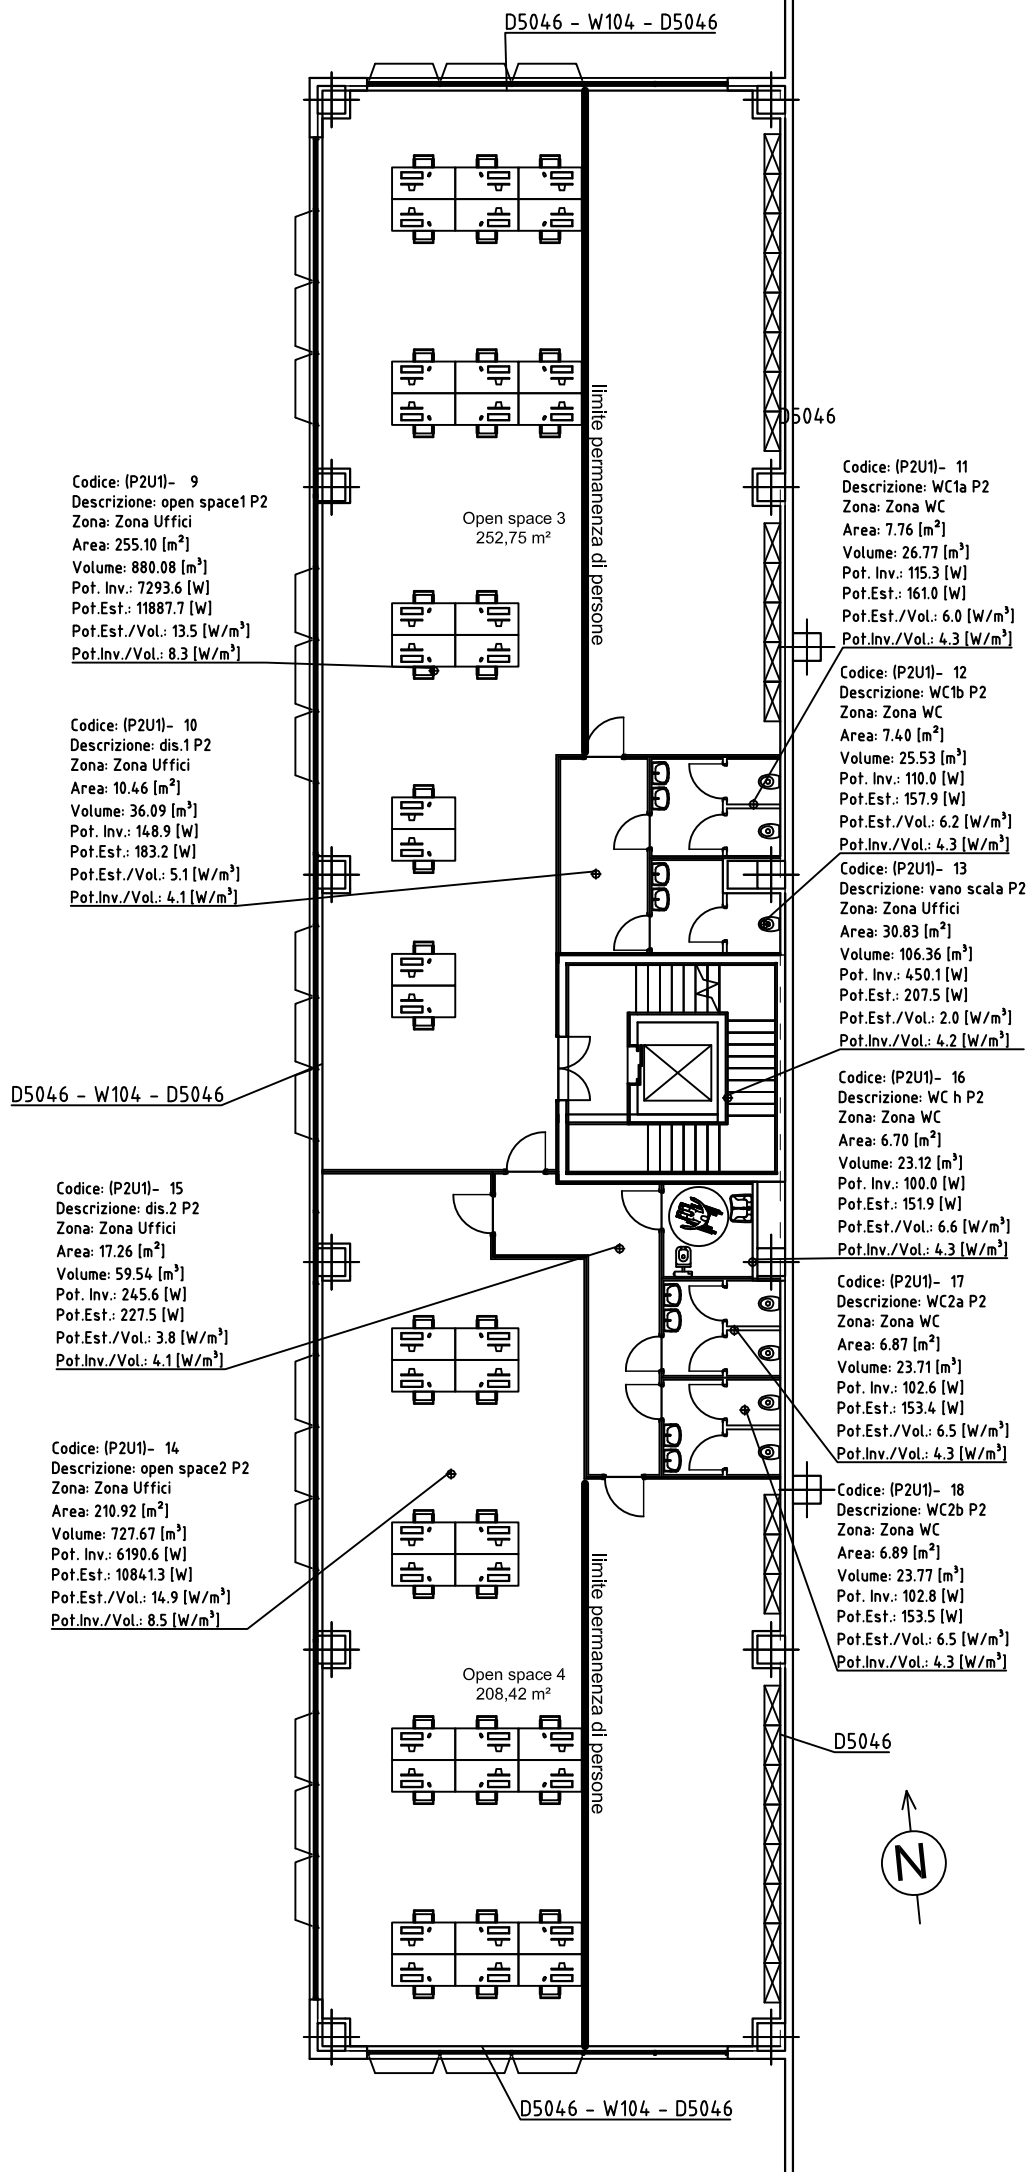 D5046 - W104 - D5046
D5046
Codice: (P2U1)- 9
Descrizione: open space1 P2
Zona: Zona Uffici
Area: 255.10 [m²]
Volume: 880.08 [m³]
Pot. Inv.: 7293.6 [W]
Pot.Est.: 11887.7 [W]
Pot.Est./Vol.: 13.5 [W/m³]
Pot.Inv./Vol.: 8.3 [W/m³]
Open space 3
252,75 m²
limite permanenza di persone
Codice: (P2U1)- 11
Descrizione: WC1a P2
Zona: Zona WC
Area: 7.76 [m²]
Volume: 26.77 [m³]
Pot. Inv.: 115.3 [W]
Pot.Est.: 161.0 [W]
Pot.Est./Vol.: 6.0 [W/m³]
Pot.Inv./Vol.: 4.3 [W/m³]
Codice: (P2U1)- 10
Descrizione: dis.1 P2
Zona: Zona Uffici
Area: 10.46 [m²]
Volume: 36.09 [m³]
Pot. Inv.: 148.9 [W]
Pot.Est.: 183.2 [W]
Pot.Est./Vol.: 5.1 [W/m³]
Pot.Inv./Vol.: 4.1 [W/m³]
Codice: (P2U1)- 12
Descrizione: WC1b P2
Zona: Zona WC
Area: 7.40 [m²]
Volume: 25.53 [m³]
Pot. Inv.: 110.0 [W]
Pot.Est.: 157.9 [W]
Pot.Est./Vol.: 6.2 [W/m³]
Pot.Inv./Vol.: 4.3 [W/m³]
Codice: (P2U1)- 13
Descrizione: vano scala P2
Zona: Zona Uffici
Area: 30.83 [m²]
Volume: 106.36 [m³]
Pot. Inv.: 450.1 [W]
Pot.Est.: 207.5 [W]
Pot.Est./Vol.: 2.0 [W/m³]
Pot.Inv./Vol.: 4.2 [W/m³]
D5046 - W104 - D5046
Codice: (P2U1)- 16
Descrizione: WC h P2
Zona: Zona WC
Area: 6.70 [m²]
Volume: 23.12 [m³]
Pot. Inv.: 100.0 [W]
Pot.Est.: 151.9 [W]
Pot.Est./Vol.: 6.6 [W/m³]
Pot.Inv./Vol.: 4.3 [W/m³]
Codice: (P2U1)- 15
Descrizione: dis.2 P2
Zona: Zona Uffici
Area: 17.26 [m²]
Volume: 59.54 [m³]
Pot. Inv.: 245.6 [W]
Pot.Est.: 227.5 [W]
Pot.Est./Vol.: 3.8 [W/m³]
Pot.Inv./Vol.: 4.1 [W/m³]
Codice: (P2U1)- 17
Descrizione: WC2a P2
Zona: Zona WC
Area: 6.87 [m²]
Volume: 23.71 [m³]
Pot. Inv.: 102.6 [W]
Pot.Est.: 153.4 [W]
Pot.Est./Vol.: 6.5 [W/m³]
Pot.Inv./Vol.: 4.3 [W/m³]
Codice: (P2U1)- 14
Descrizione: open space2 P2
Zona: Zona Uffici
Area: 210.92 [m²]
Volume: 727.67 [m³]
Pot. Inv.: 6190.6 [W]
Pot.Est.: 10841.3 [W]
Pot.Est./Vol.: 14.9 [W/m³]
Pot.Inv./Vol.: 8.5 [W/m³]
Codice: (P2U1)- 18
Descrizione: WC2b P2
Zona: Zona WC
Area: 6.89 [m²]
Volume: 23.77 [m³]
Pot. Inv.: 102.8 [W]
Pot.Est.: 153.5 [W]
Pot.Est./Vol.: 6.5 [W/m³]
Pot.Inv./Vol.: 4.3 [W/m³]
Open space 4
208,42 m²
limite permanenza di persone
D5046
N
D5046 - W104 - D5046